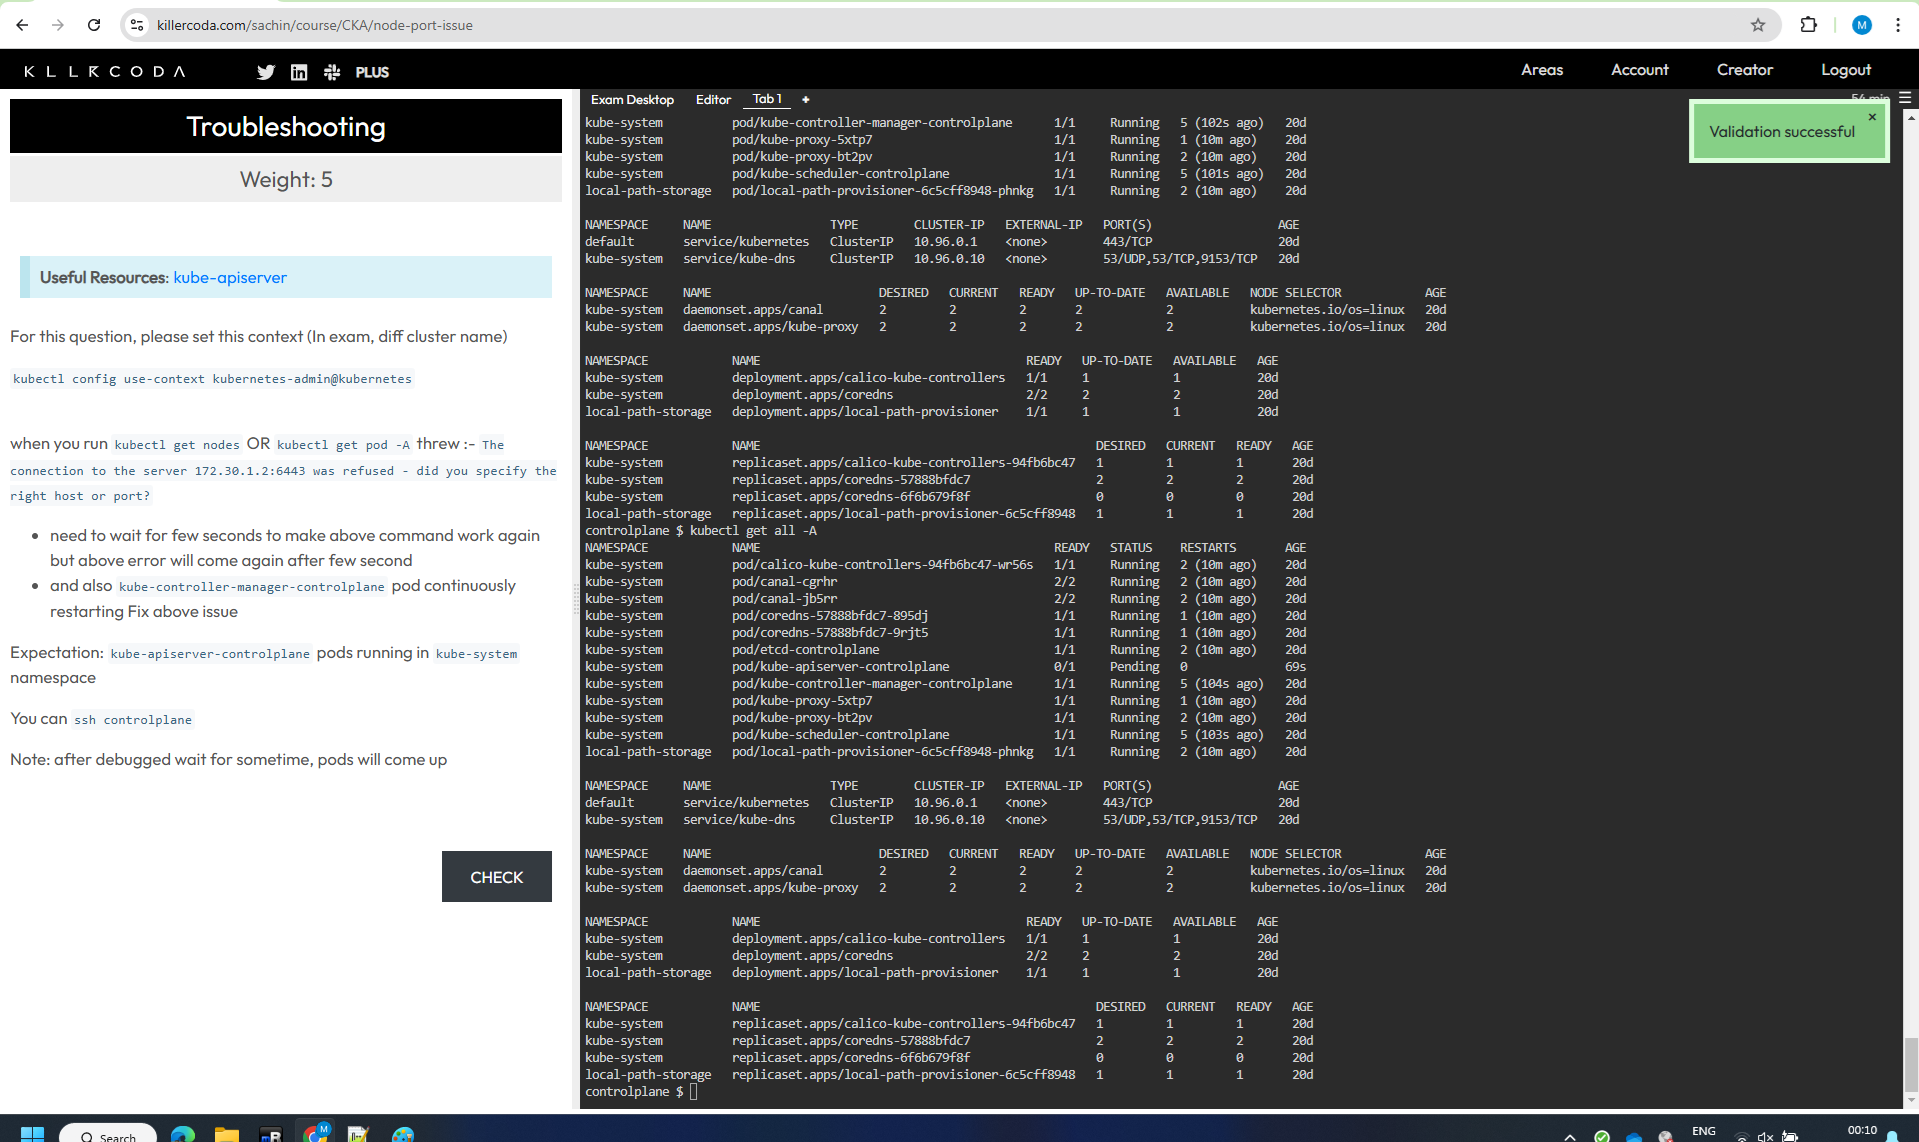 killercoda.com/sachin/course/CKA/node-port-issue
M
KLLRCODA
PLUS
Areas Account Creator Logout
Troubleshooting
Weight: 5
Useful Resources: kube-apiserver
For this question, please set this context (In exam, diff cluster name)
kubectl config use-context kubernetes-admin@kubernetes
when you run kubectl get nodes OR kubectl get pod -A threw :- The
connection to the server 172.30.1.2:6443 was refused - did you specify the
right host or port?
need to wait for few seconds to make above command work again
but above error will come again after few second
and also kube-controller-manager-controlplane pod continuously
restarting Fix above issue
Expectation: kube-apiserver-controlplane pods running in kube-system
namespace
You can ssh controlplane
Note: after debugged wait for sometime, pods will come up
CHECK
Exam Desktop Editor Tab 1 +
54 min
Validation successful ×
kube-system pod/kube-controller-manager-controlplane 1/1 Running 5 (102s ago) 20d
kube-system pod/kube-proxy-5xtp7 1/1 Running 1 (10m ago) 20d
kube-system pod/kube-proxy-bt2pv 1/1 Running 2 (10m ago) 20d
kube-system pod/kube-scheduler-controlplane 1/1 Running 5 (101s ago) 20d
local-path-storage pod/local-path-provisioner-6c5cff8948-phnkg 1/1 Running 2 (10m ago) 20d
NAMESPACE NAME TYPE CLUSTER-IP EXTERNAL-IP PORT(S) AGE
default service/kubernetes ClusterIP 10.96.0.1 <none> 443/TCP 20d
kube-system service/kube-dns ClusterIP 10.96.0.10 <none> 53/UDP,53/TCP,9153/TCP 20d
NAMESPACE NAME DESIRED CURRENT READY UP-TO-DATE AVAILABLE NODE SELECTOR AGE
kube-system daemonset.apps/canal 2 2 2 2 2 kubernetes.io/os=linux 20d
kube-system daemonset.apps/kube-proxy 2 2 2 2 2 kubernetes.io/os=linux 20d
NAMESPACE NAME READY UP-TO-DATE AVAILABLE AGE
kube-system deployment.apps/calico-kube-controllers 1/1 1 1 20d
kube-system deployment.apps/coredns 2/2 2 2 20d
local-path-storage deployment.apps/local-path-provisioner 1/1 1 1 20d
NAMESPACE NAME DESIRED CURRENT READY AGE
kube-system replicaset.apps/calico-kube-controllers-94fb6bc47 1 1 1 20d
kube-system replicaset.apps/coredns-57888bfdc7 2 2 2 20d
kube-system replicaset.apps/coredns-6f6b679f8f 0 0 0 20d
local-path-storage replicaset.apps/local-path-provisioner-6c5cff8948 1 1 1 20d
controlplane $ kubectl get all -A
NAMESPACE NAME READY STATUS RESTARTS AGE
kube-system pod/calico-kube-controllers-94fb6bc47-wr56s 1/1 Running 2 (10m ago) 20d
kube-system pod/canal-cgrhr 2/2 Running 2 (10m ago) 20d
kube-system pod/canal-jb5rr 2/2 Running 2 (10m ago) 20d
kube-system pod/coredns-57888bfdc7-895dj 1/1 Running 1 (10m ago) 20d
kube-system pod/coredns-57888bfdc7-9rjt5 1/1 Running 1 (10m ago) 20d
kube-system pod/etcd-controlplane 1/1 Running 2 (10m ago) 20d
kube-system pod/kube-apiserver-controlplane 0/1 Pending 0 69s
kube-system pod/kube-controller-manager-controlplane 1/1 Running 5 (104s ago) 20d
kube-system pod/kube-proxy-5xtp7 1/1 Running 1 (10m ago) 20d
kube-system pod/kube-proxy-bt2pv 1/1 Running 2 (10m ago) 20d
kube-system pod/kube-scheduler-controlplane 1/1 Running 5 (103s ago) 20d
local-path-storage pod/local-path-provisioner-6c5cff8948-phnkg 1/1 Running 2 (10m ago) 20d
NAMESPACE NAME TYPE CLUSTER-IP EXTERNAL-IP PORT(S) AGE
default service/kubernetes ClusterIP 10.96.0.1 <none> 443/TCP 20d
kube-system service/kube-dns ClusterIP 10.96.0.10 <none> 53/UDP,53/TCP,9153/TCP 20d
NAMESPACE NAME DESIRED CURRENT READY UP-TO-DATE AVAILABLE NODE SELECTOR AGE
kube-system daemonset.apps/canal 2 2 2 2 2 kubernetes.io/os=linux 20d
kube-system daemonset.apps/kube-proxy 2 2 2 2 2 kubernetes.io/os=linux 20d
NAMESPACE NAME READY UP-TO-DATE AVAILABLE AGE
kube-system deployment.apps/calico-kube-controllers 1/1 1 1 20d
kube-system deployment.apps/coredns 2/2 2 2 20d
local-path-storage deployment.apps/local-path-provisioner 1/1 1 1 20d
NAMESPACE NAME DESIRED CURRENT READY AGE
kube-system replicaset.apps/calico-kube-controllers-94fb6bc47 1 1 1 20d
kube-system replicaset.apps/coredns-57888bfdc7 2 2 2 20d
kube-system replicaset.apps/coredns-6f6b679f8f 0 0 0 20d
local-path-storage replicaset.apps/local-path-provisioner-6c5cff8948 1 1 1 20d
controlplane $
Search
ENG
00:10